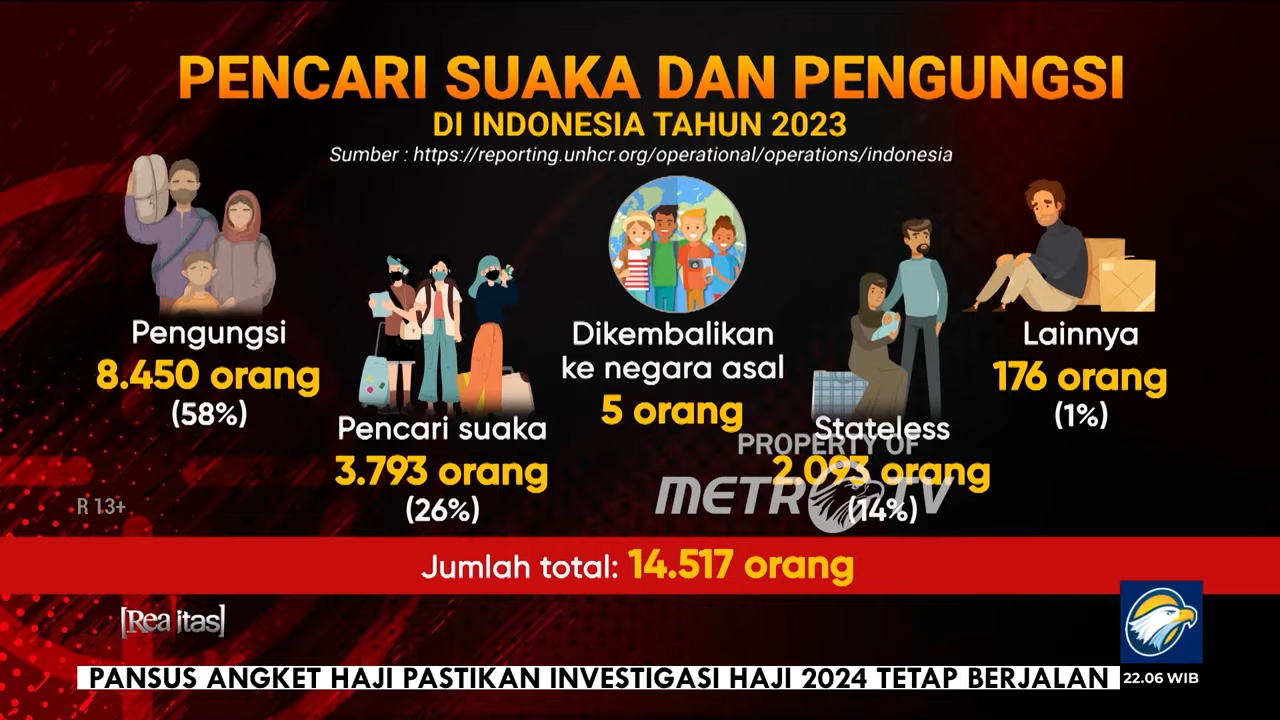 PENCARI SUAKA DAN PENGUNGSI
DI INDONESIA TAHUN 2023
Sumber : https://reporting.unhcr.org/operational/operations/indonesia
Pengungsi
8.450 orang
(58%)
Pencari suaka
3.793 orang
(26%)
Dikembalikan
ke negara asal
5 orang
Stateless
2.093 orang
(14%)
Lainnya
176 orang
(1%)
PROPERTY OF
METRO TV
R 13+
Jumlah total: 14.517 orang
[Realitas]
PANSUS ANGKET HAJI PASTIKAN INVESTIGASI HAJI 2024 TETAP BERJALAN
22.06 WIB